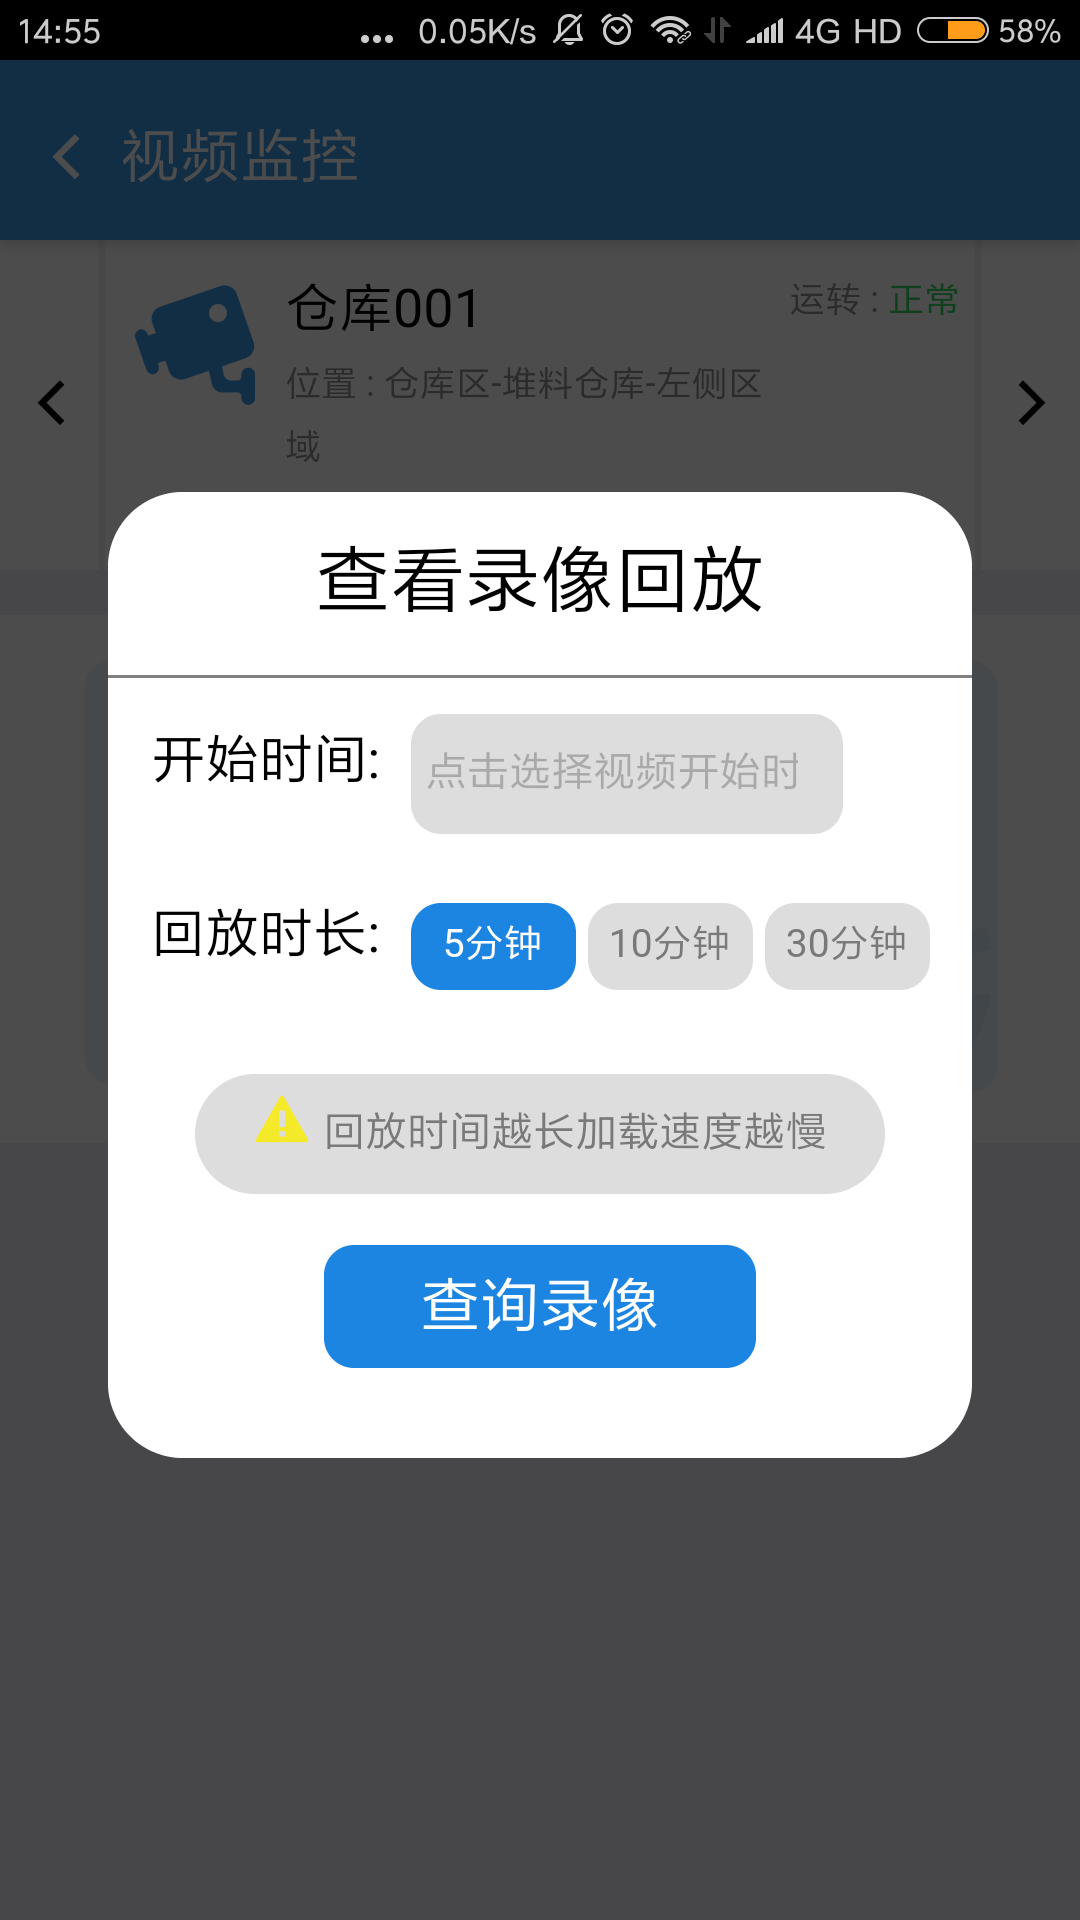 14:55 ... 0.05K/s 4G HD 58%
视频监控
仓库001
运转 : 正常
位置 : 仓库区-堆料仓库-左侧区
域
查看录像回放
开始时间:
点击选择视频开始时
回放时长:
5分钟 10分钟 30分钟
回放时间越长加载速度越慢
查询录像